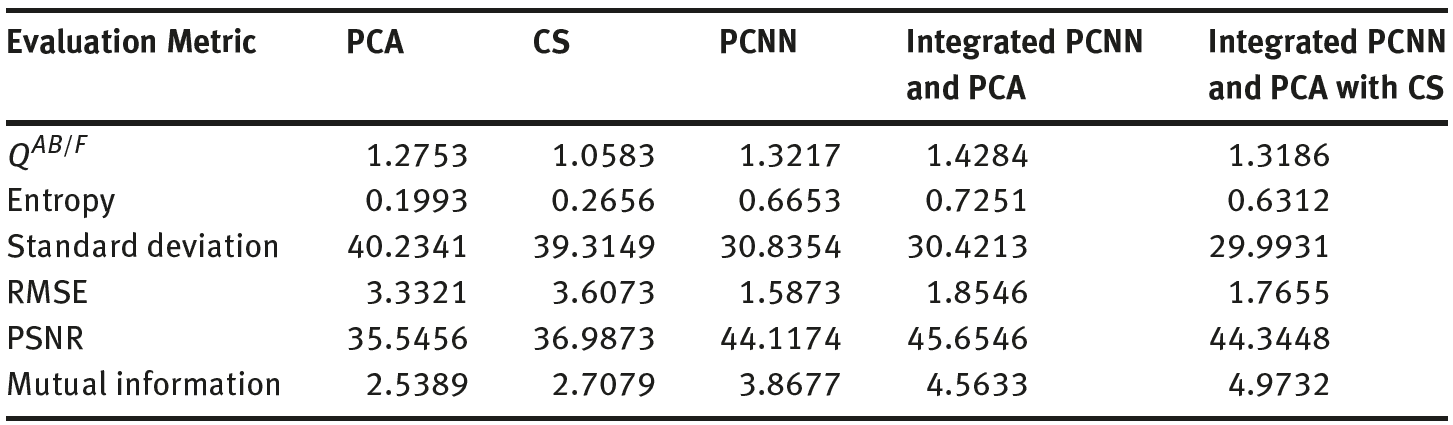 Evaluation Metric PCA CS PCNN Integrated PCNN Integrated PCNN
and PCA and PCA with CS
Q^{AB/F} 1.2753 1.0583 1.3217 1.4284 1.3186
Entropy 0.1993 0.2656 0.6653 0.7251 0.6312
Standard deviation 40.2341 39.3149 30.8354 30.4213 29.9931
RMSE 3.3321 3.6073 1.5873 1.8546 1.7655
PSNR 35.5456 36.9873 44.1174 45.6546 44.3448
Mutual information 2.5389 2.7079 3.8677 4.5633 4.9732